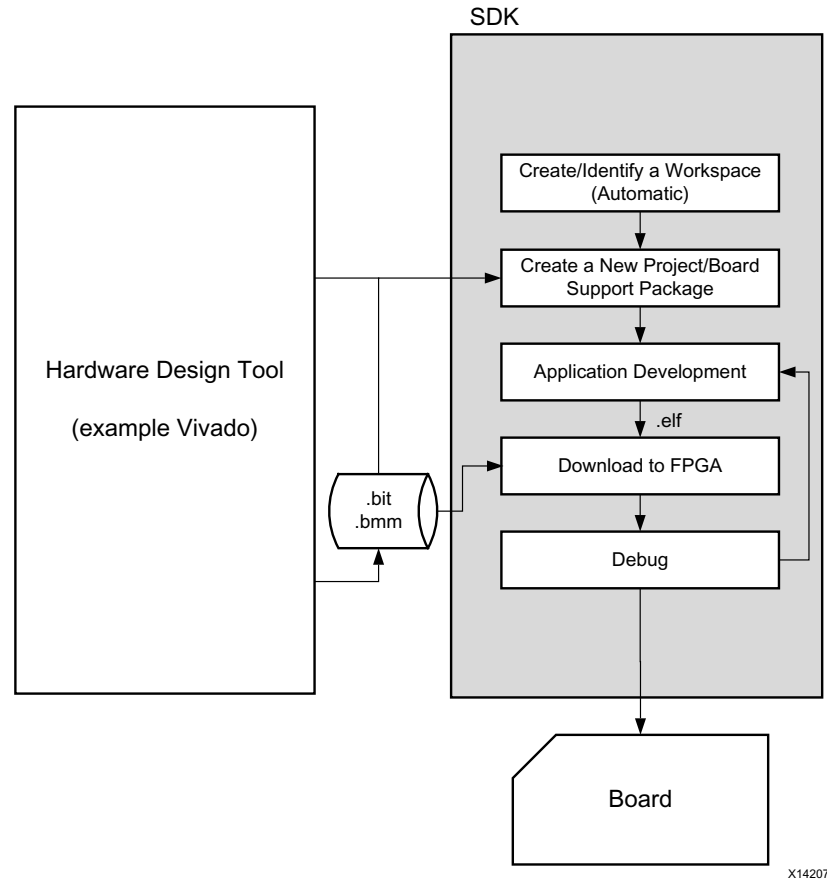 SDK
Hardware Design Tool
(example Vivado)
.bit
.bmm
Create/Identify a Workspace
(Automatic)
Create a New Project/Board
Support Package
Application Development
.elf
Download to FPGA
Debug
Board
X14207